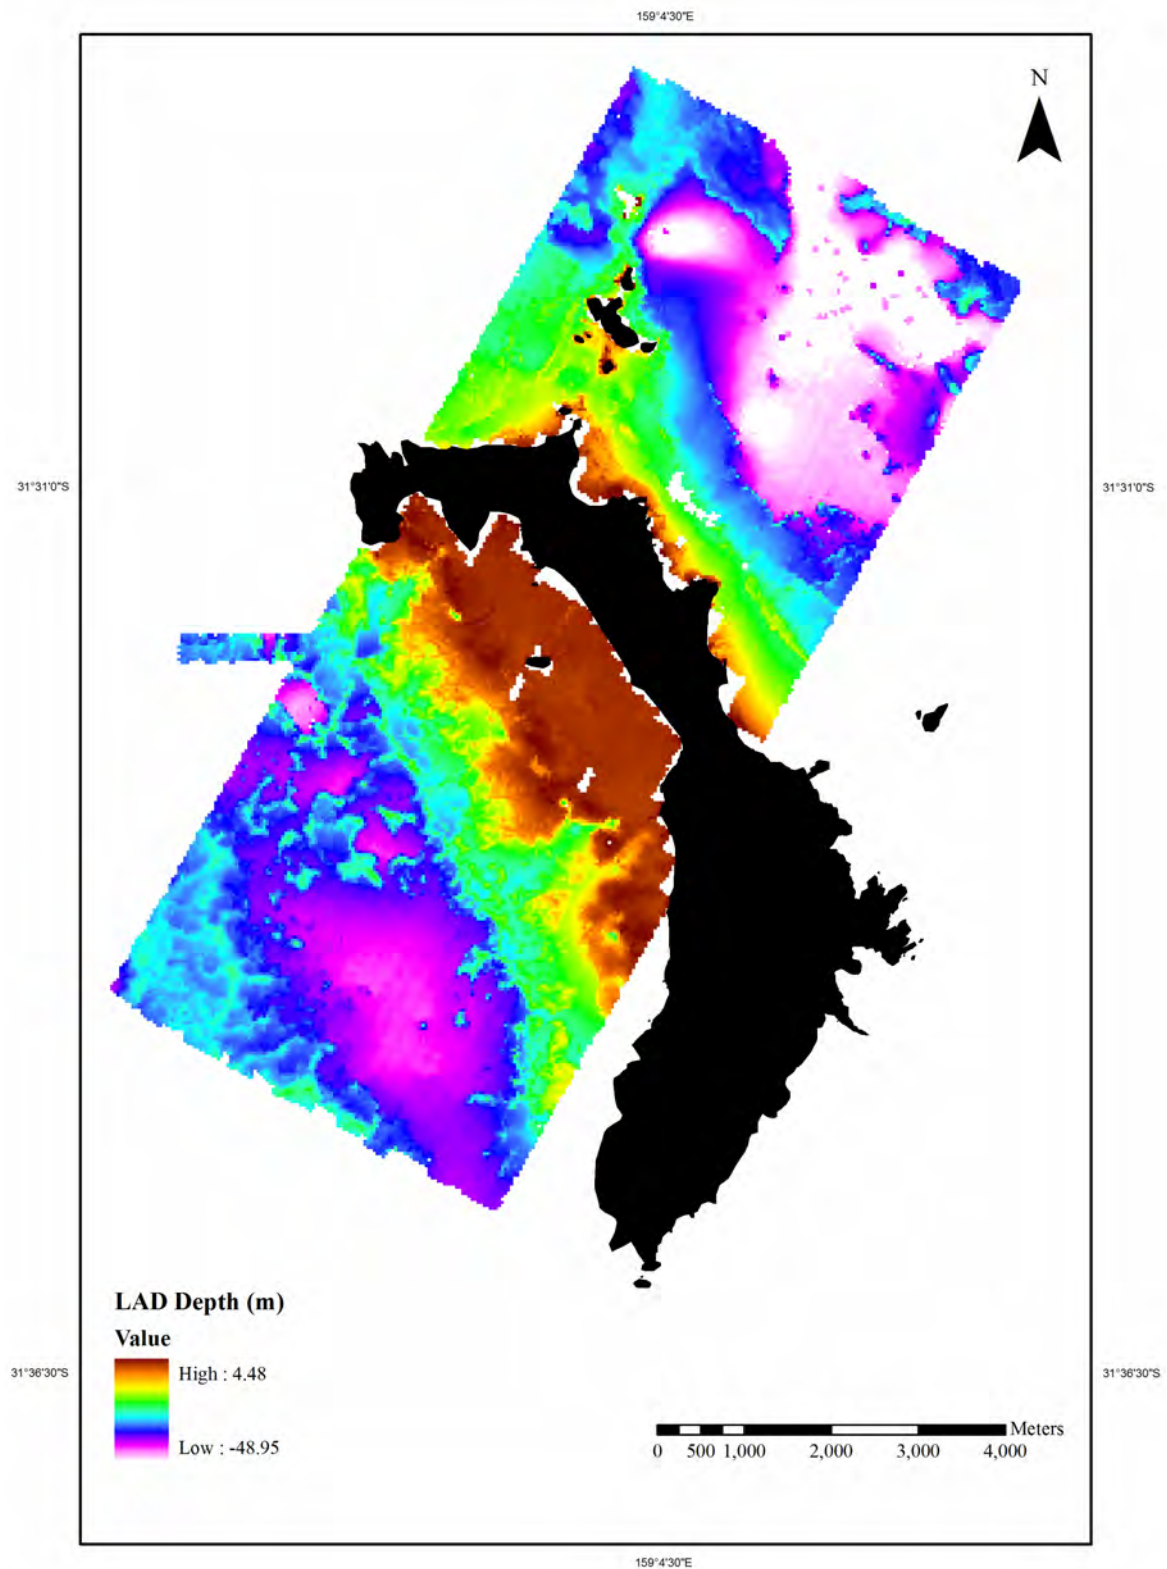 159°4'30"E
N
31°31'0"S
31°31'0"S
LAD Depth (m)
Value
High : 4.48
Low : -48.95
31°36'30"S
31°36'30"S
Meters
0 500 1,000 2,000 3,000 4,000
159°4'30"E